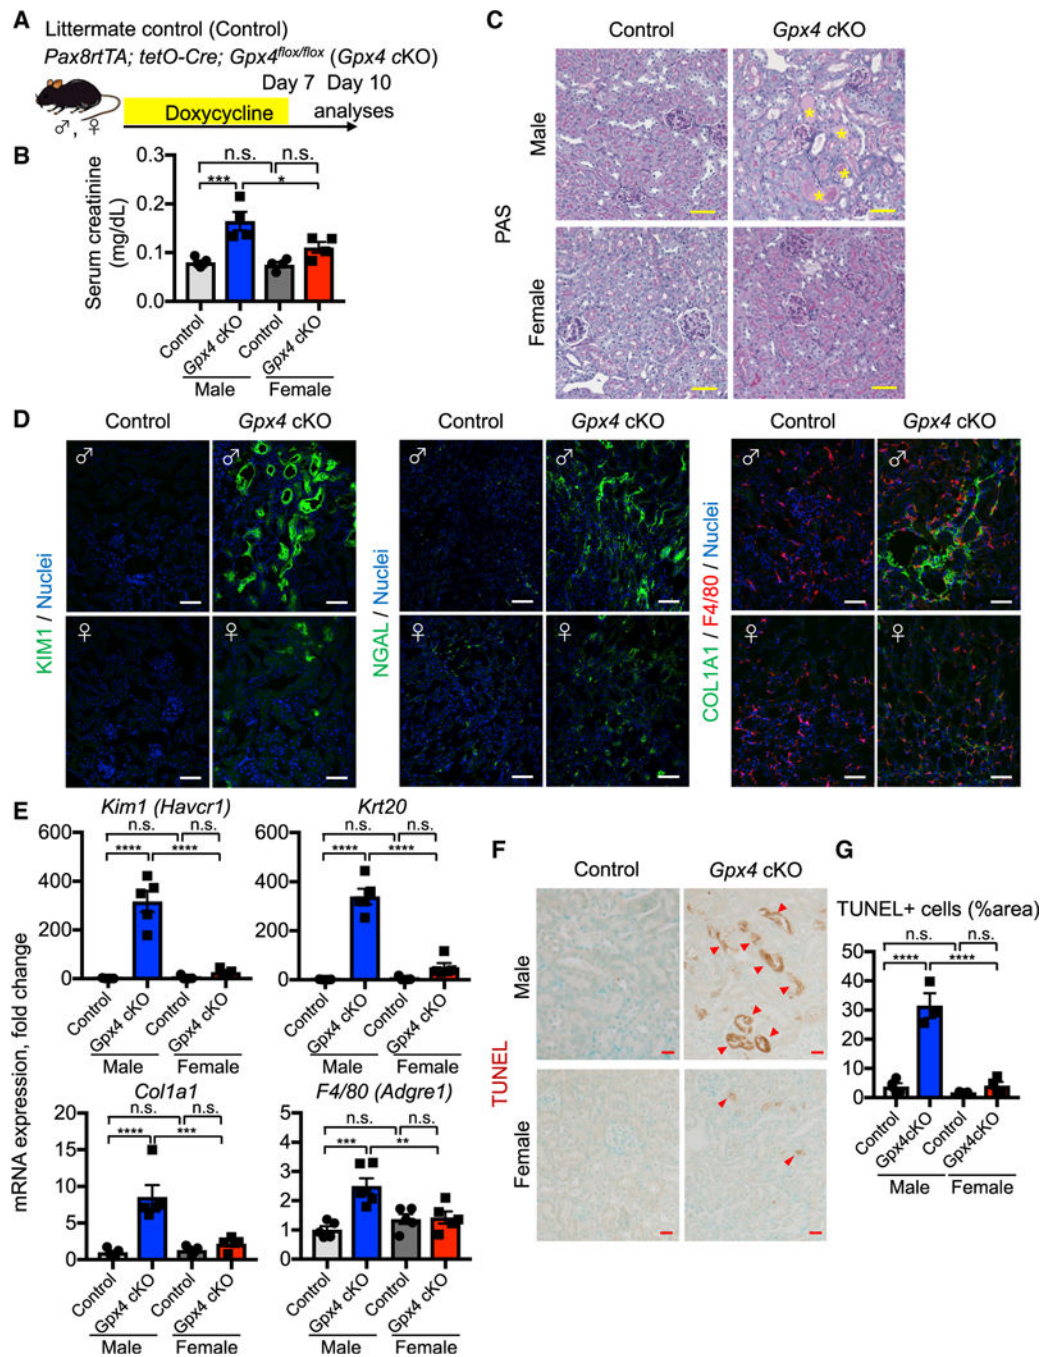 A
Littermate control (Control)
Pax8rtTA; tetO-Cre; Gpx4flox/flox (Gpx4 cKO)
Day 7 Day 10
Doxycycline
analyses
♂, ♀
B
Serum creatinine
(mg/dL)
0.3
0.2
0.1
0.0
n.s.
n.s.
***
*
Control
Gpx4 cKO
Control
Gpx4 cKO
Male
Female
C
Control
Gpx4 cKO
PAS
Male
Female
*
*
*
*
D
Control
Gpx4 cKO
Control
Gpx4 cKO
Control
Gpx4 cKO
KIM1 / Nuclei
♂
♂
♀
♀
NGAL / Nuclei
♂
♂
♀
♀
COL1A1 / F4/80 / Nuclei
♂
♂
♀
♀
E
mRNA expression, fold change
Kim1 (Havcr1)
n.s.
n.s.
****
****
600
400
200
0
Control
Gpx4 cKO
Control
Gpx4 cKO
Male
Female
Krt20
n.s.
n.s.
****
****
600
400
200
0
Control
Gpx4 cKO
Control
Gpx4 cKO
Male
Female
Col1a1
n.s.
n.s.
****
***
20
15
10
5
0
Control
Gpx4 cKO
Control
Gpx4 cKO
Male
Female
F4/80 (Adgre1)
n.s.
n.s.
***
**
5
4
3
2
1
0
Control
Gpx4 cKO
Control
Gpx4 cKO
Male
Female
F
Control
Gpx4 cKO
TUNEL
Male
Female
G
TUNEL+ cells (%area)
n.s.
n.s.
****
****
50
40
30
20
10
0
Control
Gpx4cKO
Control
Gpx4cKO
Male
Female